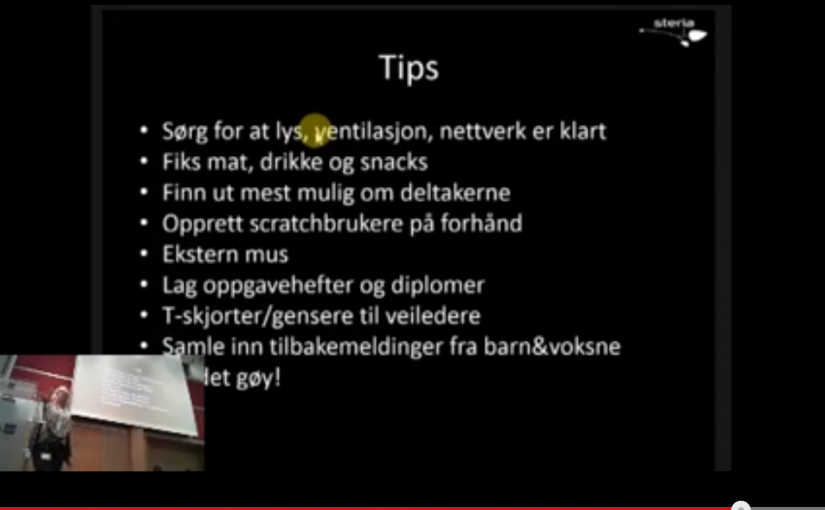 steria
Tips
• Sørg for at lys, ventilasjon, nettverk er klart
• Fiks mat, drikke og snacks
• Finn ut mest mulig om deltakerne
• Opprett scratchbrukere på forhånd
• Ekstern mus
• Lag oppgavehefter og diplomer
• T-skjorter/gensere til veiledere
• Samle inn tilbakemeldinger fra barn&voksne
gøy!